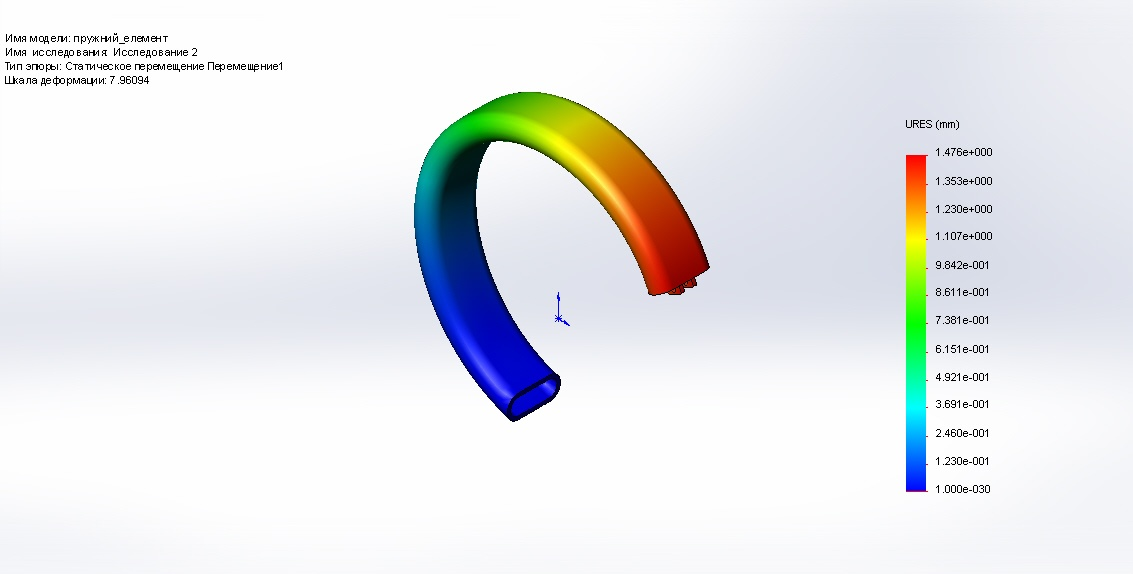 Имя модели: пружний_елемент
Имя исследования: Исследование 2
Тип эпюры: Статическое перемещение Перемещение1
Шкала деформации: 7.96094
URES (mm)
1.476e+000
1.353e+000
1.230e+000
1.107e+000
9.842e-001
8.611e-001
7.381e-001
6.151e-001
4.921e-001
3.691e-001
2.460e-001
1.230e-001
1.000e-030